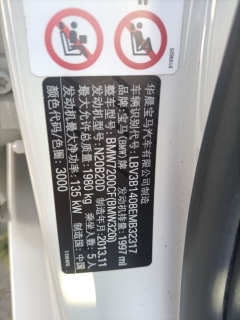 华晨宝马汽车有限公司制造
车辆识别代号: LBV3B1408EMB32317
品牌: 宝马(BMW)牌
整车型号: BMW7200CF(BMW320i)
发动机型号: N20B20D 发动机排量: 1997 ml
最大允许总质量: 1980 kg 制造年月: 2013.11
发动机最大净功率: 135 kW 乘坐人数: 5人
颜色代码/色圈: 3000 制造国: 中国